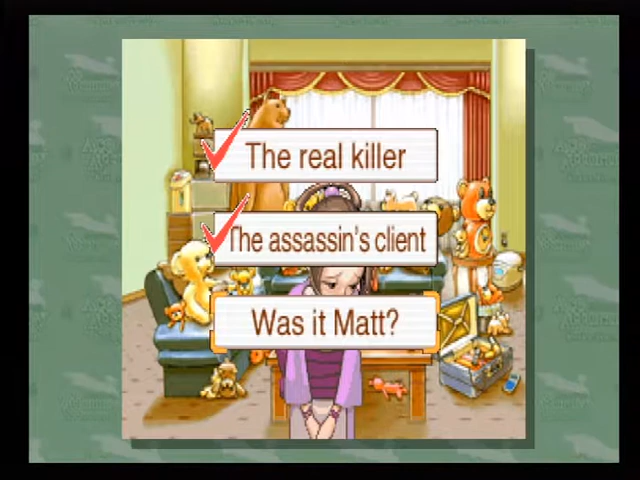 The real killer
The assassin's client
Was it Matt?